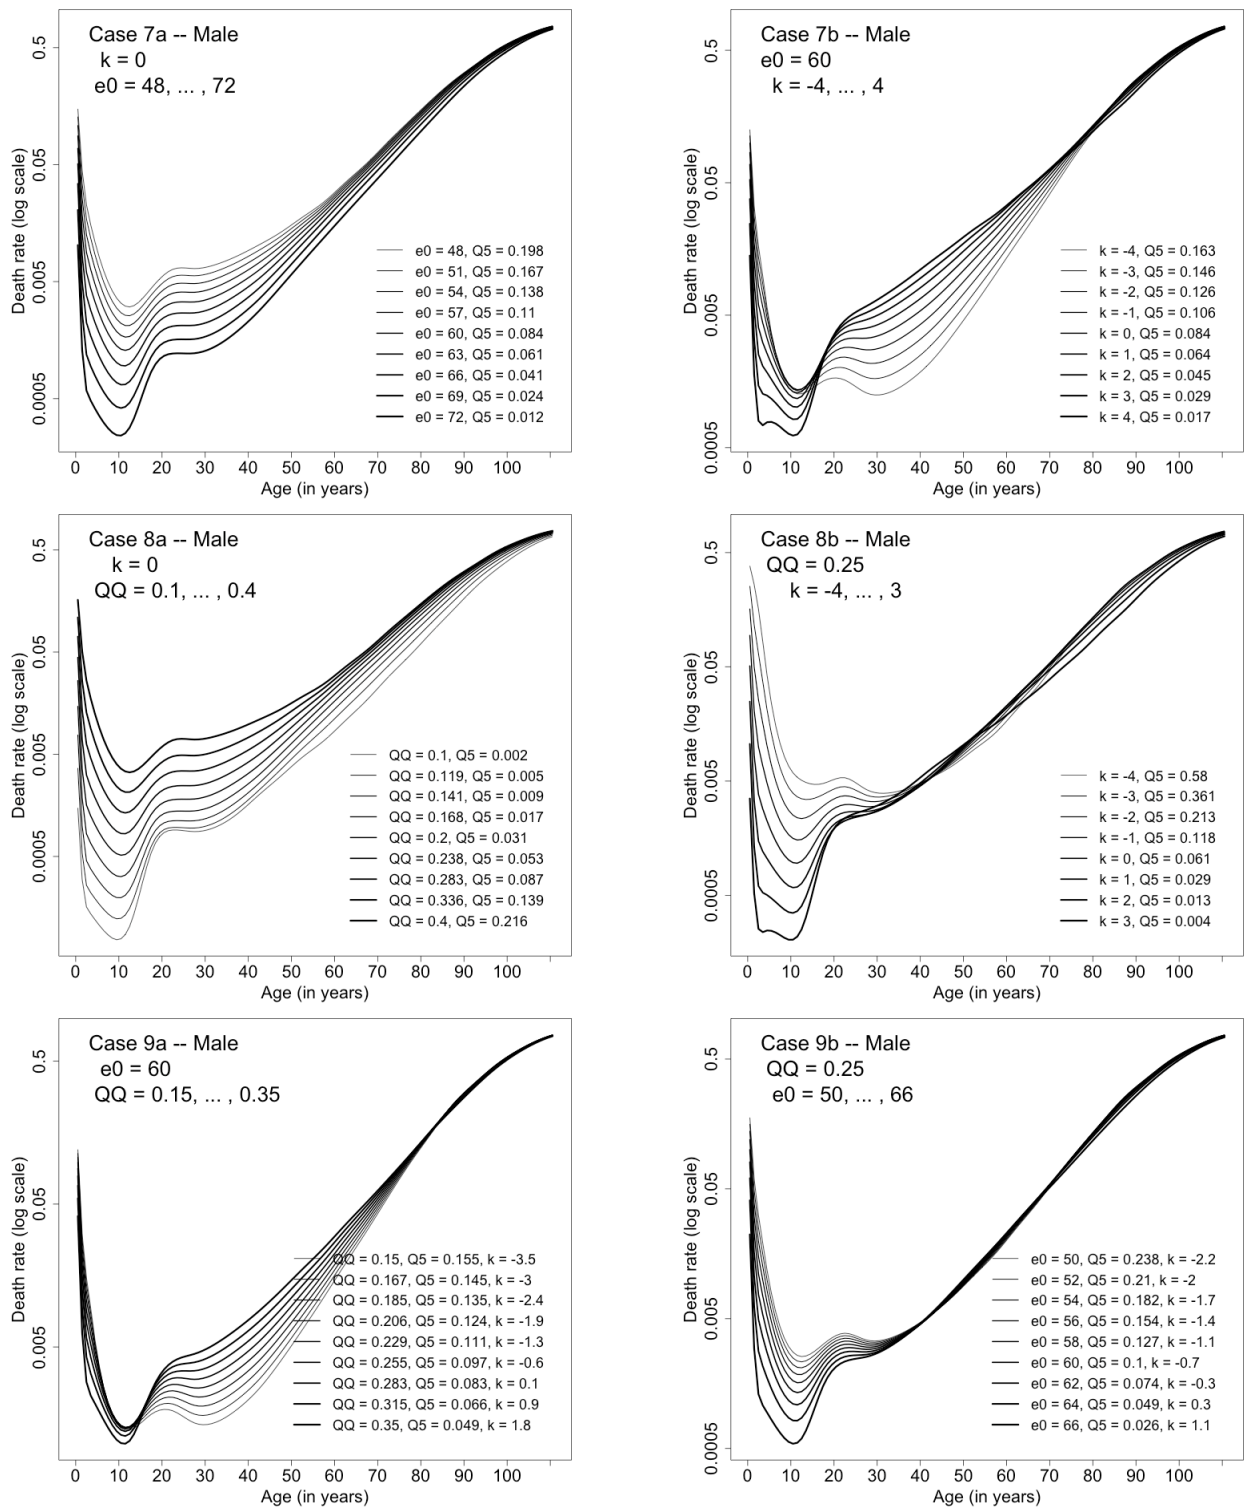 Case 7a -- Male
k = 0
e0 = 48, ... , 72
Death rate (log scale)
0.5
0.05
0.005
0.0005
e0 = 48, Q5 = 0.198
e0 = 51, Q5 = 0.167
e0 = 54, Q5 = 0.138
e0 = 57, Q5 = 0.11
e0 = 60, Q5 = 0.084
e0 = 63, Q5 = 0.061
e0 = 66, Q5 = 0.041
e0 = 69, Q5 = 0.024
e0 = 72, Q5 = 0.012
0 10 20 30 40 50 60 70 80 90 100
Age (in years)
Case 7b -- Male
e0 = 60
k = -4, ... , 4
Death rate (log scale)
0.5
0.05
0.005
0.0005
k = -4, Q5 = 0.163
k = -3, Q5 = 0.146
k = -2, Q5 = 0.126
k = -1, Q5 = 0.106
k = 0, Q5 = 0.084
k = 1, Q5 = 0.064
k = 2, Q5 = 0.045
k = 3, Q5 = 0.029
k = 4, Q5 = 0.017
0 10 20 30 40 50 60 70 80 90 100
Age (in years)
Case 8a -- Male
k = 0
QQ = 0.1, ... , 0.4
Death rate (log scale)
0.5
0.05
0.005
0.0005
QQ = 0.1, Q5 = 0.002
QQ = 0.119, Q5 = 0.005
QQ = 0.141, Q5 = 0.009
QQ = 0.168, Q5 = 0.017
QQ = 0.2, Q5 = 0.031
QQ = 0.238, Q5 = 0.053
QQ = 0.283, Q5 = 0.087
QQ = 0.336, Q5 = 0.139
QQ = 0.4, Q5 = 0.216
0 10 20 30 40 50 60 70 80 90 100
Age (in years)
Case 8b -- Male
QQ = 0.25
k = -4, ... , 3
Death rate (log scale)
0.5
0.05
0.005
0.0005
k = -4, Q5 = 0.58
k = -3, Q5 = 0.361
k = -2, Q5 = 0.213
k = -1, Q5 = 0.118
k = 0, Q5 = 0.061
k = 1, Q5 = 0.029
k = 2, Q5 = 0.013
k = 3, Q5 = 0.004
0 10 20 30 40 50 60 70 80 90 100
Age (in years)
Case 9a -- Male
e0 = 60
QQ = 0.15, ... , 0.35
Death rate (log scale)
0.5
0.05
0.005
QQ = 0.15, Q5 = 0.155, k = -3.5
QQ = 0.167, Q5 = 0.145, k = -3
QQ = 0.185, Q5 = 0.135, k = -2.4
QQ = 0.206, Q5 = 0.124, k = -1.9
QQ = 0.229, Q5 = 0.111, k = -1.3
QQ = 0.255, Q5 = 0.097, k = -0.6
QQ = 0.283, Q5 = 0.083, k = 0.1
QQ = 0.315, Q5 = 0.066, k = 0.9
QQ = 0.35, Q5 = 0.049, k = 1.8
0 10 20 30 40 50 60 70 80 90 100
Age (in years)
Case 9b -- Male
QQ = 0.25
e0 = 50, ... , 66
Death rate (log scale)
0.5
0.05
0.005
0.0005
e0 = 50, Q5 = 0.238, k = -2.2
e0 = 52, Q5 = 0.21, k = -2
e0 = 54, Q5 = 0.182, k = -1.7
e0 = 56, Q5 = 0.154, k = -1.4
e0 = 58, Q5 = 0.127, k = -1.1
e0 = 60, Q5 = 0.1, k = -0.7
e0 = 62, Q5 = 0.074, k = -0.3
e0 = 64, Q5 = 0.049, k = 0.3
e0 = 66, Q5 = 0.026, k = 1.1
0 10 20 30 40 50 60 70 80 90 100
Age (in years)